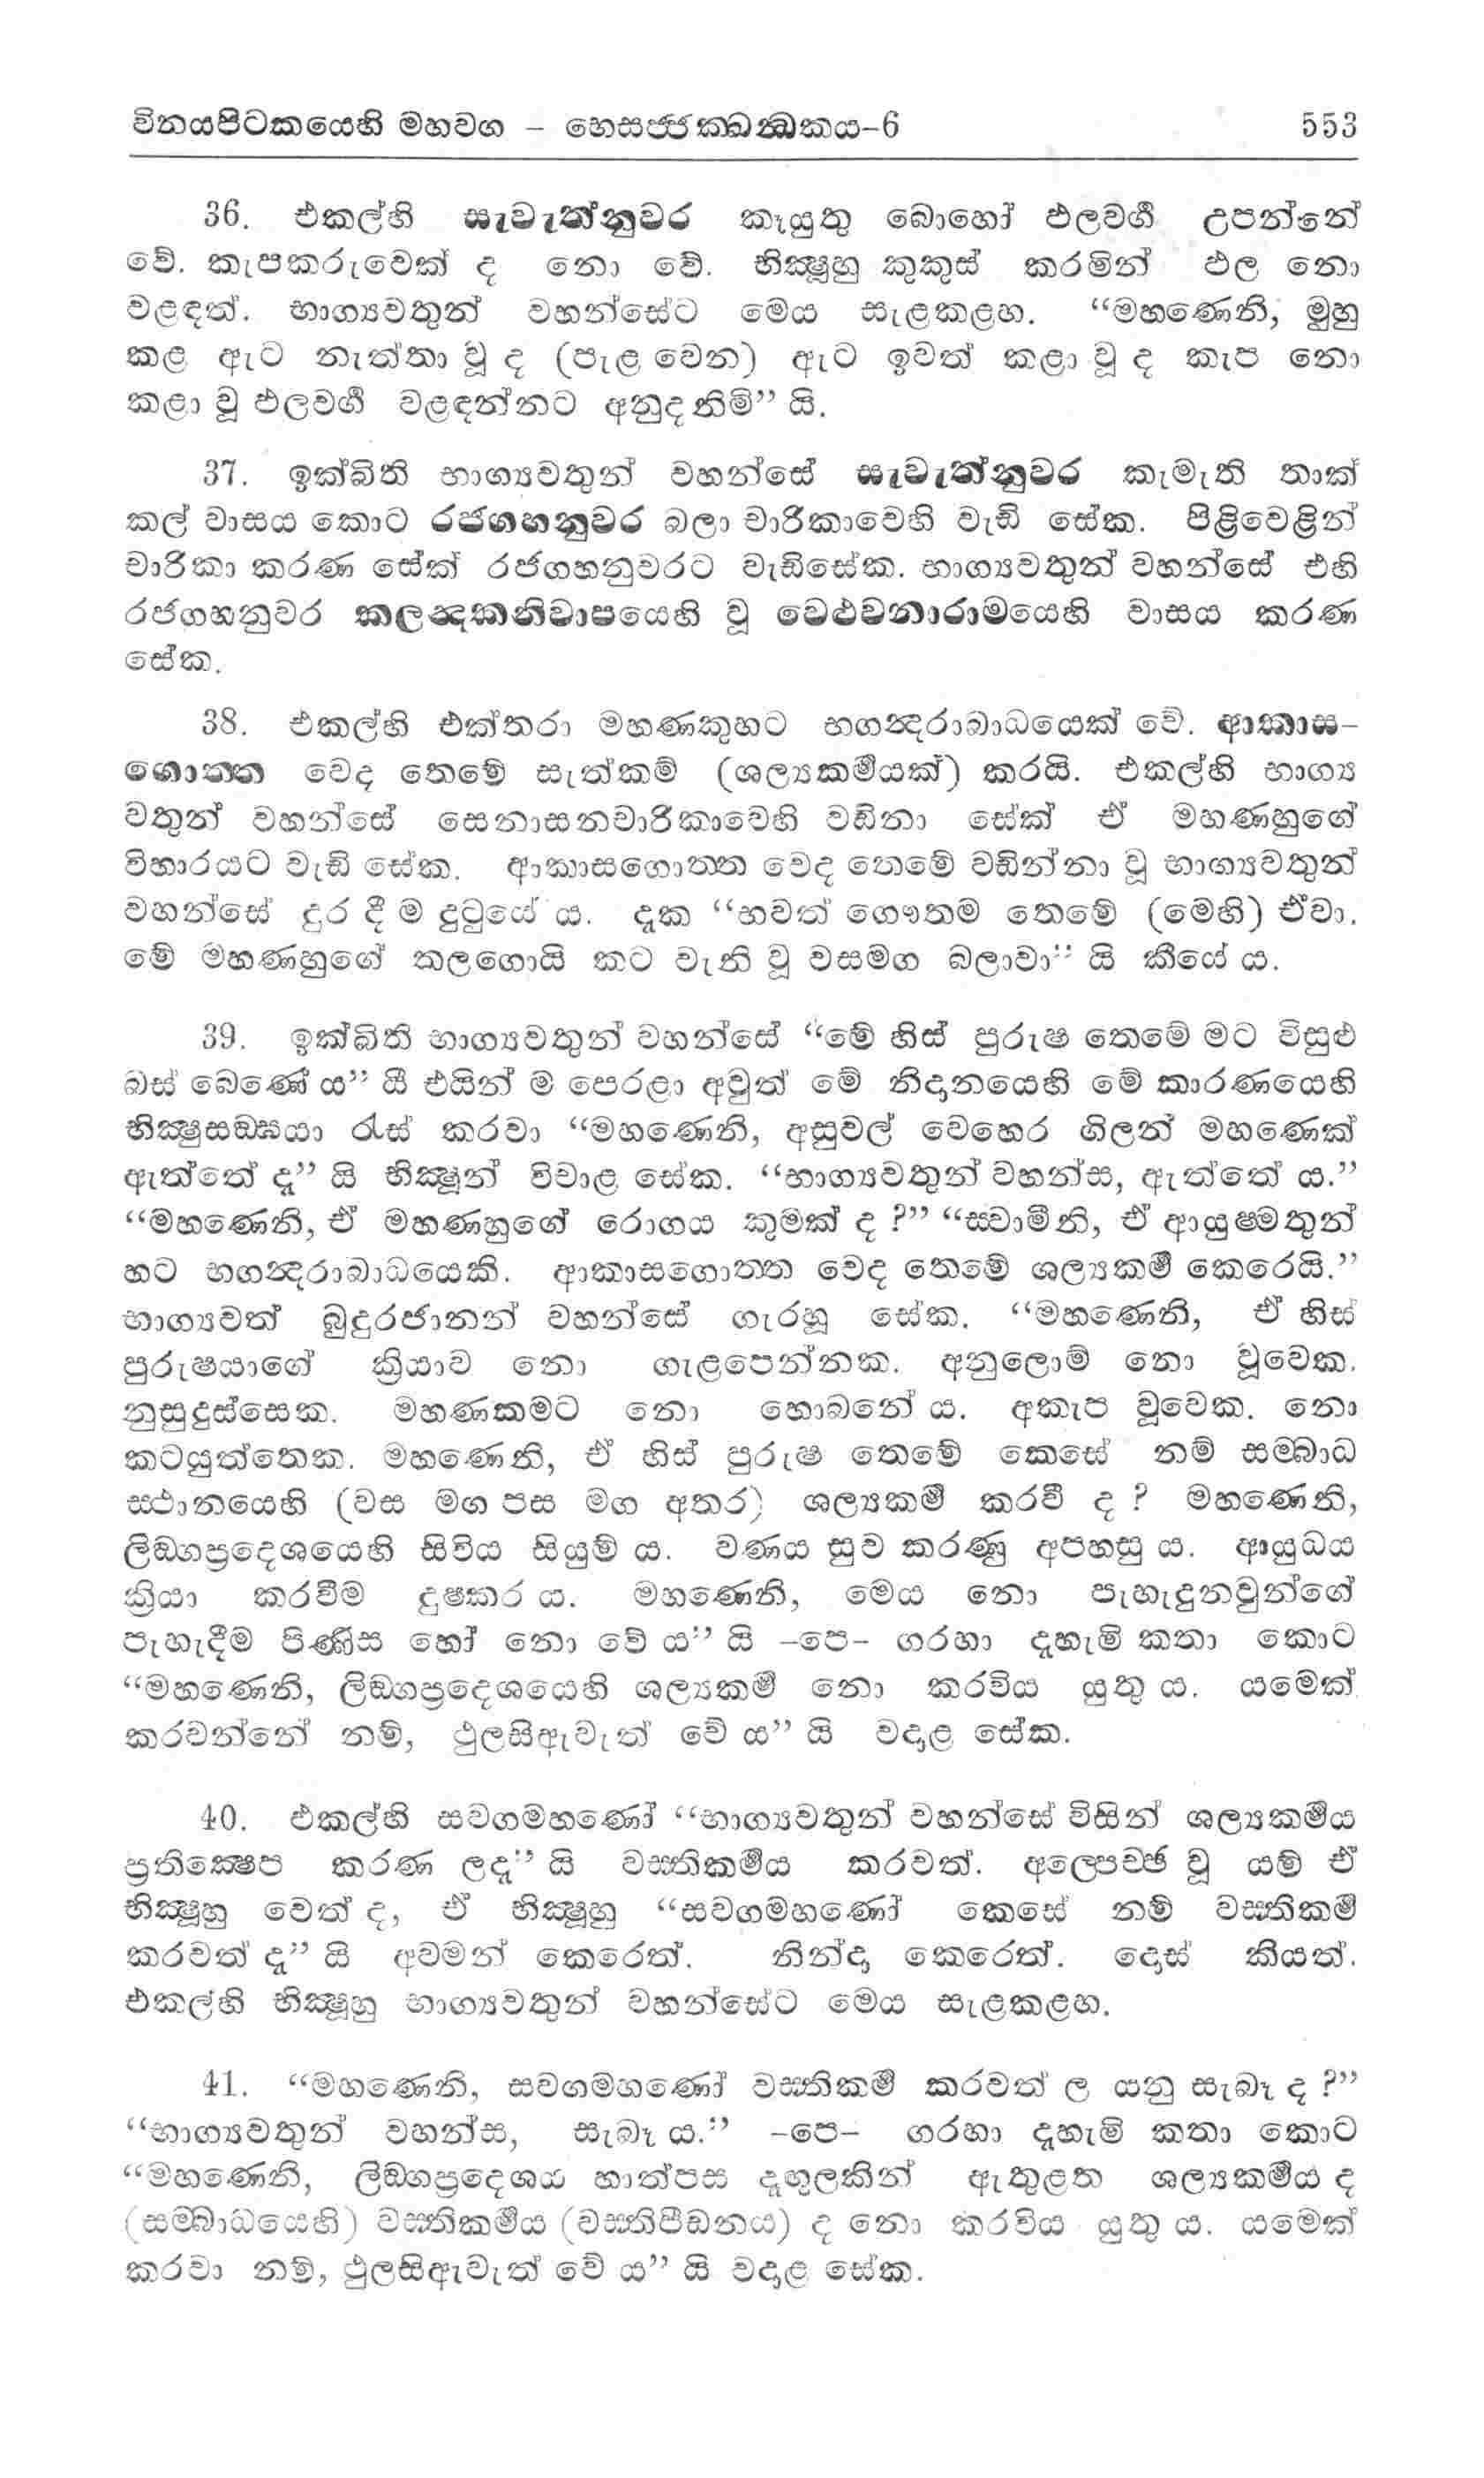 විනයපිටකයෙහි මහවග – භෙසජ්ජක්ඛන්ධකය–6 553
36. එකල්හි සැවැත්නුවර කෑයුතු බොහෝ ඵලවර්‍ග උපන්නේ
වේ. කැපකරුවෙක් ද නො වේ. භික්‍ෂූහු කුකුස් කරමින් ඵල නො
වළඳත්. භාග්‍යවතුන් වහන්සේට මෙය සැළකළහ. “මහණෙනි, මුහු
කළ ඇට නැත්තා වූ ද (පැළ වෙන) ඇට ඉවත් කළා වූ ද කැප නො
කළා වූ ඵලවර්‍ග වළඳන්නට අනුදනිමි” යි.
37. ඉක්බිති භාග්‍යවතුන් වහන්සේ සැවැත්නුවර කැමැති තාක්
කල් වාසය කොට රජගහනුවර බලා චාරිකාවෙහි වැඩි සේක. පිළිවෙළින්
චාරිකා කරණ සේක් රජගහනුවරට වැඩිසේක. භාග්‍යවතුන් වහන්සේ එහි
රජගහනුවර කලන්‍දකනිවාපයෙහි වූ වෙළුවනාරාමයෙහි වාසය කරණ
සේක.
38. එකල්හි එක්තරා මහණකුහට භගන්‍දරාබාධයෙක් වේ. ආකාස–
ගොත්ත වෙද තෙමේ සැත්කම් (ශල්‍යකර්‍මයක්) කරයි. එකල්හි භාග්‍ය
වතුන් වහන්සේ සෙනාසනචාරිකාවෙහි වඩිනා සේක් ඒ මහණහුගේ
විහාරයට වැඩි සේක. ආකාසගොත්ත වෙද තෙමේ වඩින්නා වූ භාග්‍යවතුන්
වහන්සේ දුර දී ම දුටුයේ ය. දැක “භවත් ගෞතම තෙමේ (මෙහි) ඒවා.
මේ මහණහුගේ කලගොයි කට වැනි වූ වසමග බලාවා” යි කීයේ ය.
39. ඉක්බිති භාග්‍යවතුන් වහන්සේ “මේ හිස් පුරුෂ තෙමේ මට විසුළු
බස් බෙණේ ය” යී එයින් ම පෙරළා අවුත් මේ නිදානයෙහි මේ කාරණයෙහි
භික්‍ෂුසඞ්ඝයා රැස් කරවා “මහණෙනි, අසුවල් වෙහෙර ගිලන් මහණෙක්
ඇත්තේ දැ” යි භික්‍ෂූන් විචාළ සේක. “භාග්‍යවතුන් වහන්ස, ඇත්තේ ය.”
“මහණෙනි, ඒ මහණහුගේ රොගය කුමක් ද ?” “ස්වාමීනි, ඒ ආයුෂ්මතුන්
හට භගන්‍දරාබාධයෙකි. ආකාසගොත්ත වෙද තෙමේ ශල්‍යකර්‍ම කෙරෙයි.”
භාග්‍යවත් බුදුරජානන් වහන්සේ ගැරහූ සේක. “මහණෙනි, ඒ හිස්
පුරුෂයාගේ ක්‍රියාව නො ගැළපෙන්නක. අනුලොම් නො වූවෙක.
නුසුදුස්සෙක. මහණකමට නො හොබනේ ය. අකැප වූවෙක. නො
කටයුත්තෙක. මහණෙනි, ඒ හිස් පුරුෂ තෙමේ කෙසේ නම් සම්බාධ
ස්ථානයෙහි (වස මග පස මග අතර) ශල්‍යකර්‍ම කරවී ද ? මහණෙනි,
ලිඞ්ගප්‍රදෙශයෙහි සිවිය සියුම් ය. වණය සුව කරණු අපහසු ය. ආයුධය
ක්‍රියා කරවීම දුෂ්කර ය. මහණෙනි, මෙය නො පැහැදුනවුන්ගේ
පැහැදීම පිණිස හෝ නො වේ ය” යි –පෙ– ගරහා දැහැමි කතා කොට
“මහණෙනි, ලිඞ්ගප්‍රදෙශයෙහි ශල්‍යකර්‍ම නො කරවිය යුතු ය. යමෙක්
කරවන්නේ නම්, ථුලසිඇවැත් වේ ය” යි වදාළ සේක.
40. එකල්හි සවගමහණෝ “භාග්‍යවතුන් වහන්සේ විසින් ශල්‍යකර්‍මය
ප්‍රතික්‍ෂෙප කරණ ලදැ” යි වස්තිකර්‍මය කරවත්. අල්පෙච්ඡ වූ යම් ඒ
භික්‍ෂූහු වෙත් ද, ඒ භික්‍ෂූහු “සවගමහණෝ කෙසේ නම් වස්තිකර්‍ම
කරවත් දැ” යි අවමන් කෙරෙත්. නින්දා කෙරෙත්. දොස් කියත්.
එකල්හි භික්‍ෂූහු භාග්‍යවතුන් වහන්සේට මෙය සැළකළහ.
41. “මහණෙනි, සවගමහණෝ වස්තිකර්‍ම කරවත් ල යනු සැබෑ ද ?”
“භාග්‍යවතුන් වහන්ස, සැබෑ ය.” –පෙ– ගරහා දැහැමි කතා කොට
“මහණෙනි, ලිඞ්ගප්‍රදෙශය හාත්පස දඟුලකින් ඇතුළත ශල්‍යකර්‍මය ද
(සම්බාධයෙහි) වස්තිකර්‍මය (වස්තිපීඩනය) ද නො කරවිය යුතු ය. යමෙක්
කරවා නම්, ථුලසිඇවැත් වේ ය” යි වදාළ සේක.